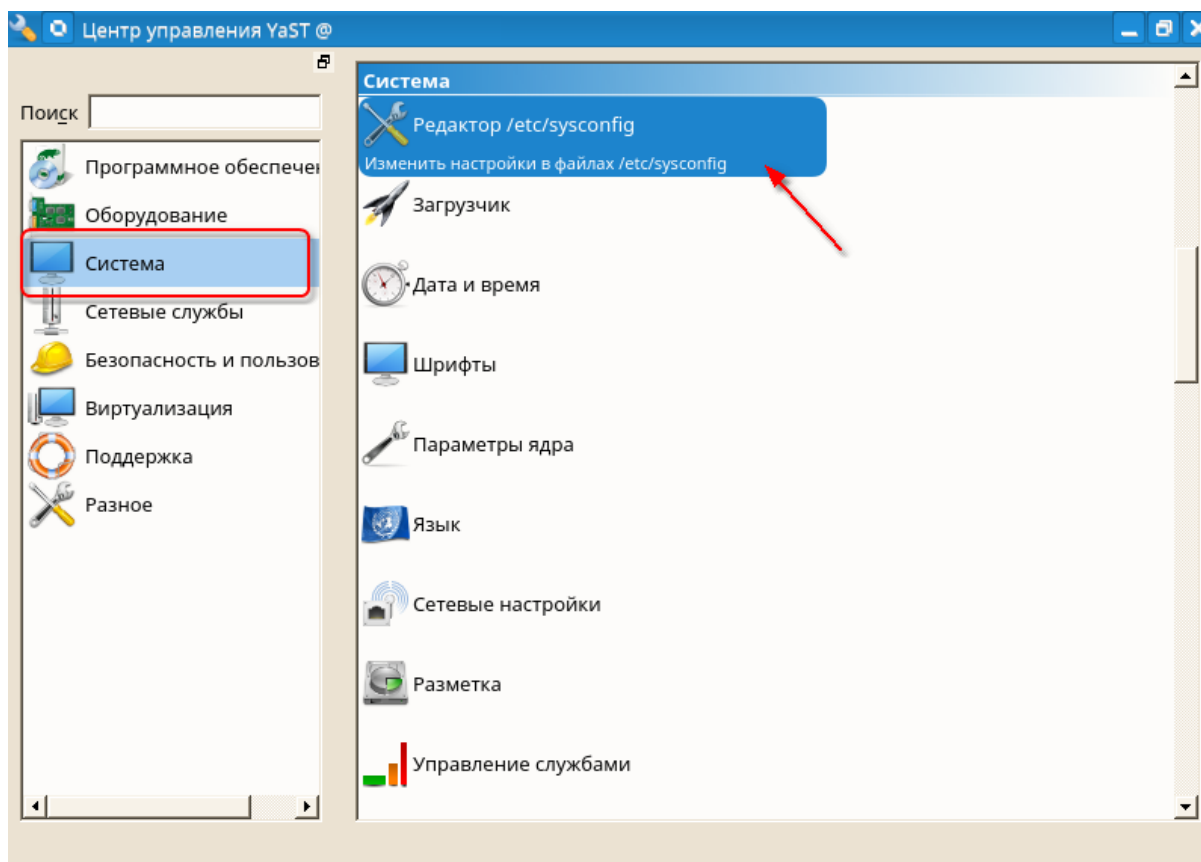 Центр управления YaST @
Поиск
Программное обеспечен
Оборудование
Система
Сетевые службы
Безопасность и пользов
Виртуализация
Поддержка
Разное
Система
Редактор /etc/sysconfig
Изменить настройки в файлах /etc/sysconfig
Загрузчик
Дата и время
Шрифты
Параметры ядра
Язык
Сетевые настройки
Разметка
Управление службами